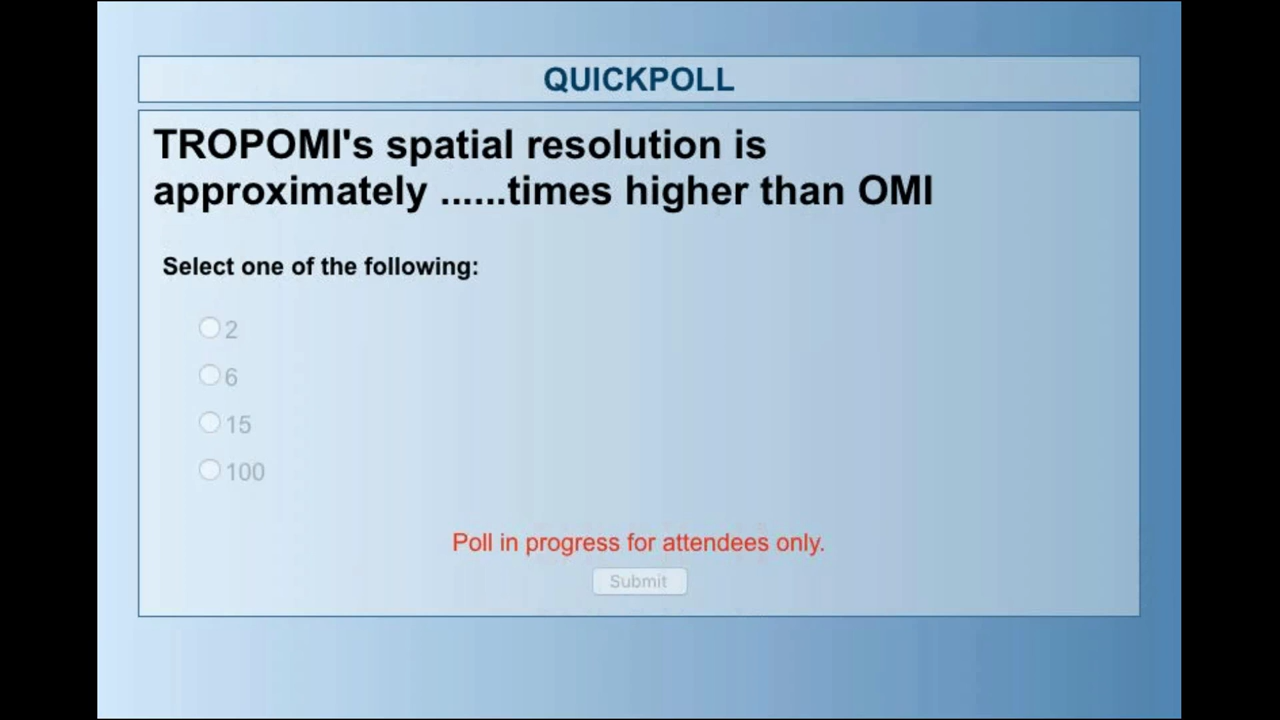 QUICKPOLL
TROPOMI's spatial resolution is
approximately ......times higher than OMI
Select one of the following:
2
6
15
100
Poll in progress for attendees only.
Submit